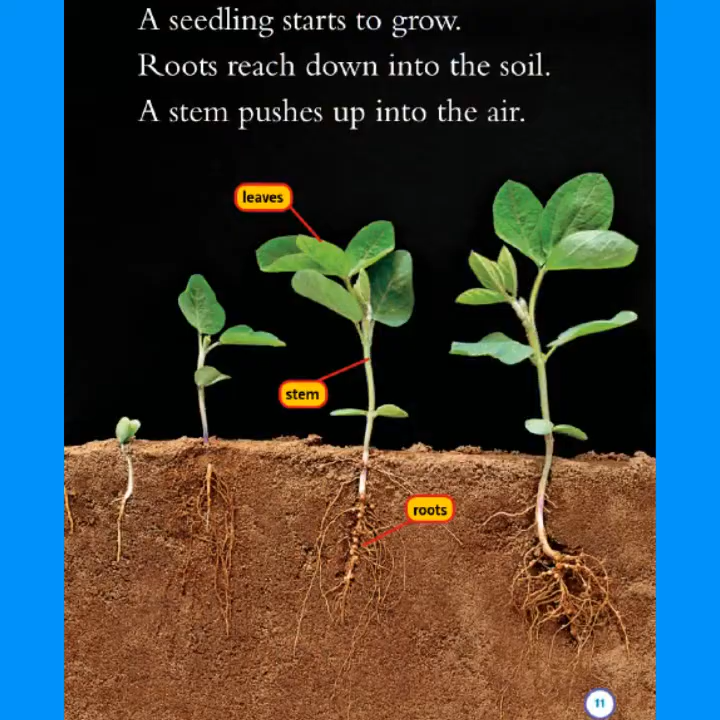 A seedling starts to grow.
Roots reach down into the soil.
A stem pushes up into the air.
leaves
stem
roots
11